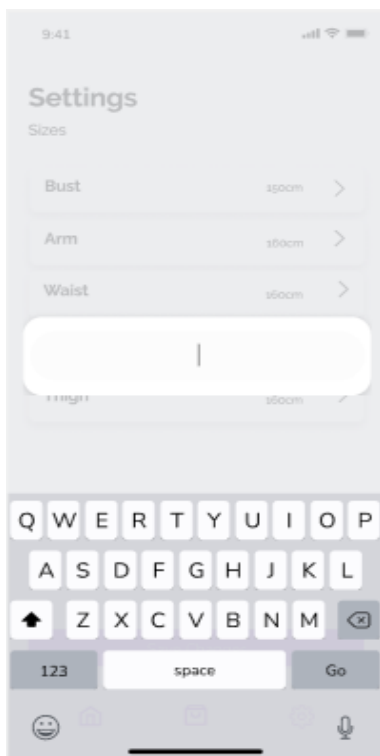 9:41
Settings
Sizes
Bust 150cm
Arm 160cm
Waist 160cm
Thigh 160cm
Q W E R T Y U I O P
A S D F G H J K L
Z X C V B N M
123 space Go